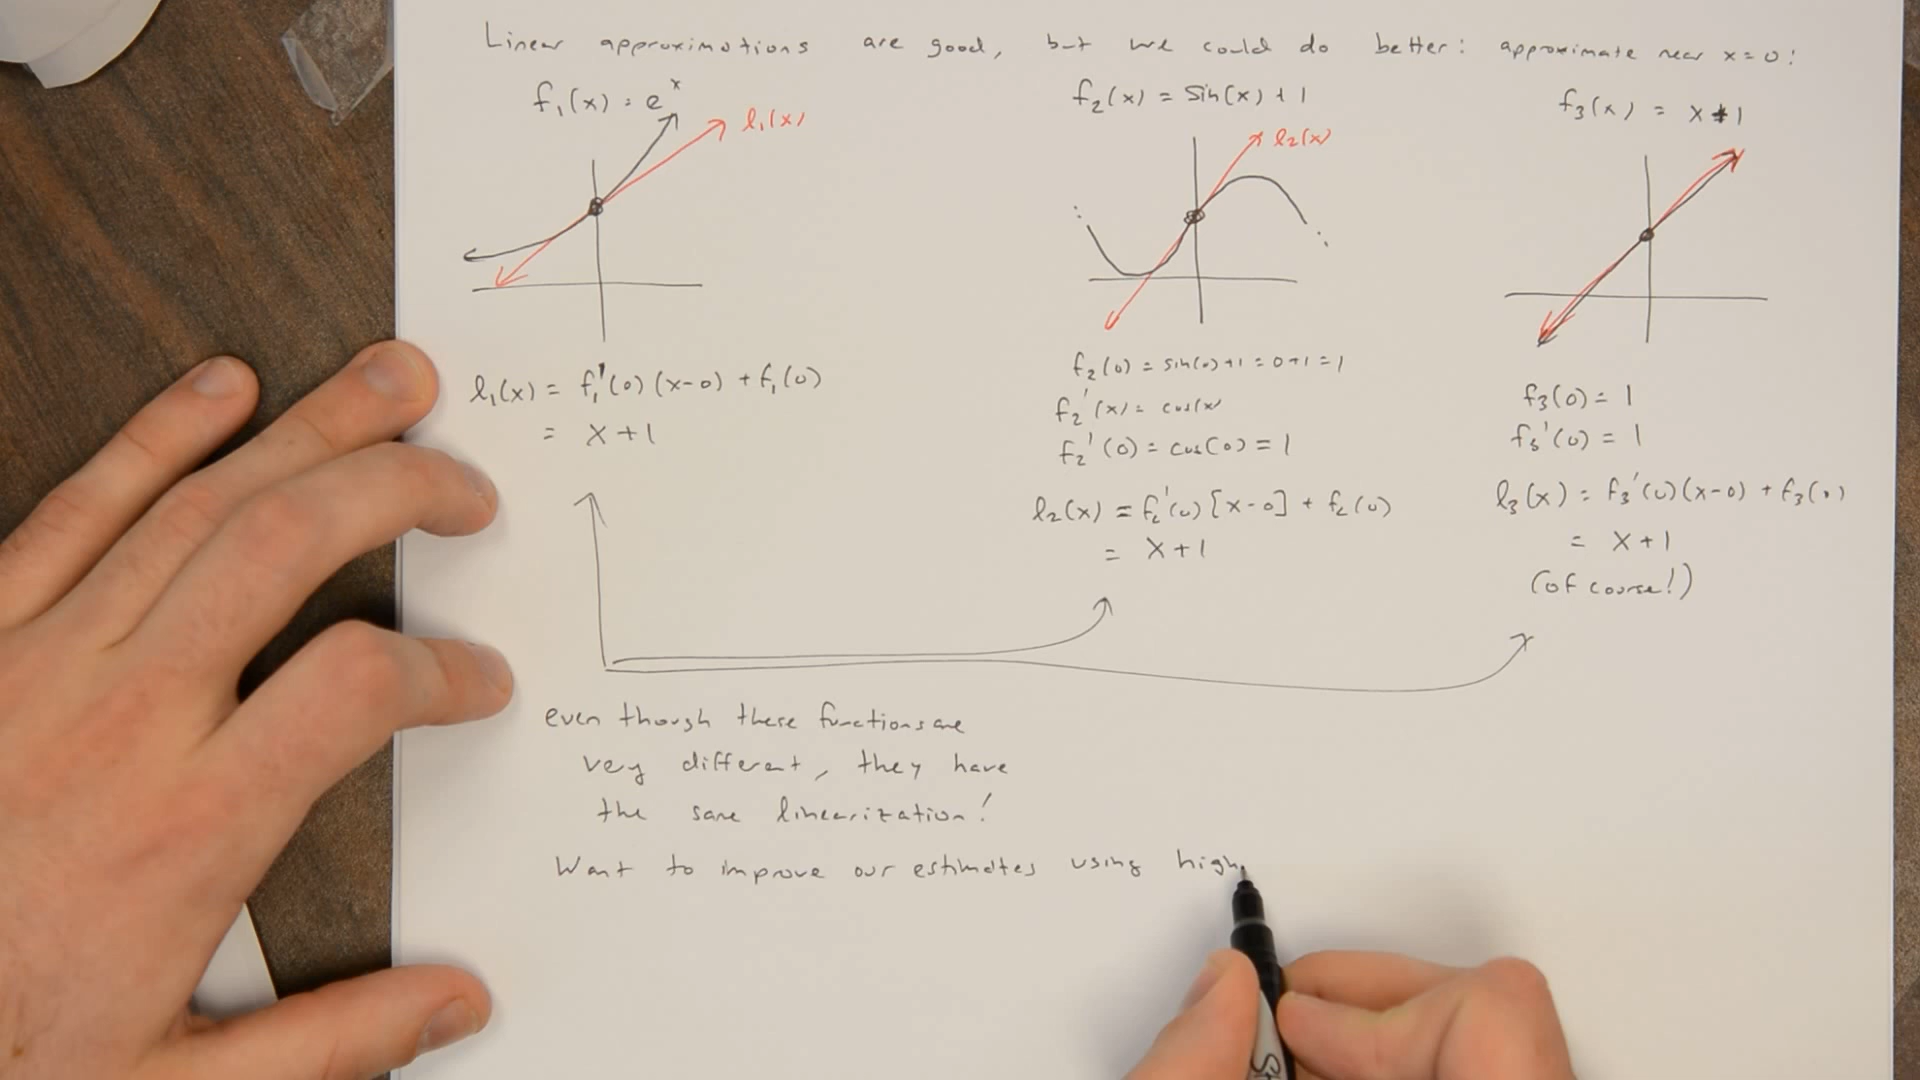 Linear approximations are good, but we could do better: approximate near x=0:
f₁(x) = eˣ
l₁(x)
l₁(x) = f₁'(0)(x-0) + f₁(0)
= x+1
f₂(x) = sin(x) + 1
l₂(x)
f₂(0) = sin(0)+1 = 0+1 = 1
f₂'(x) = cos(x)
f₂'(0) = cos(0) = 1
l₂(x) = f₂'(0)[x-0] + f₂(0)
= x+1
f₃(x) = x+1
f₃(0) = 1
f₃'(0) = 1
l₃(x) = f₃'(0)(x-0) + f₃(0)
= x+1
(of course!)
even though these functions are
very different, they have
the same linearization!
Want to improve our estimates using high